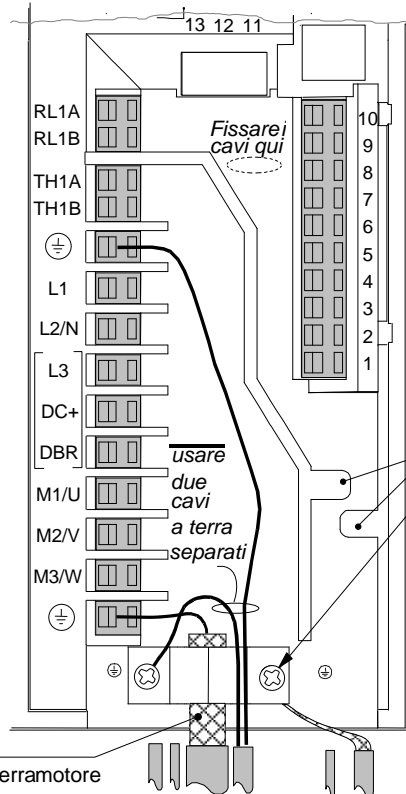 13 12 11
RL1A
RL1B
TH1A
TH1B
L1
L2/N
L3
DC+
DBR
M1/U
M2/V
M3/W
Fissare i
cavi qui
10
9
8
7
6
5
4
3
2
1
usare
due
cavi
a terra
separati
erramotore